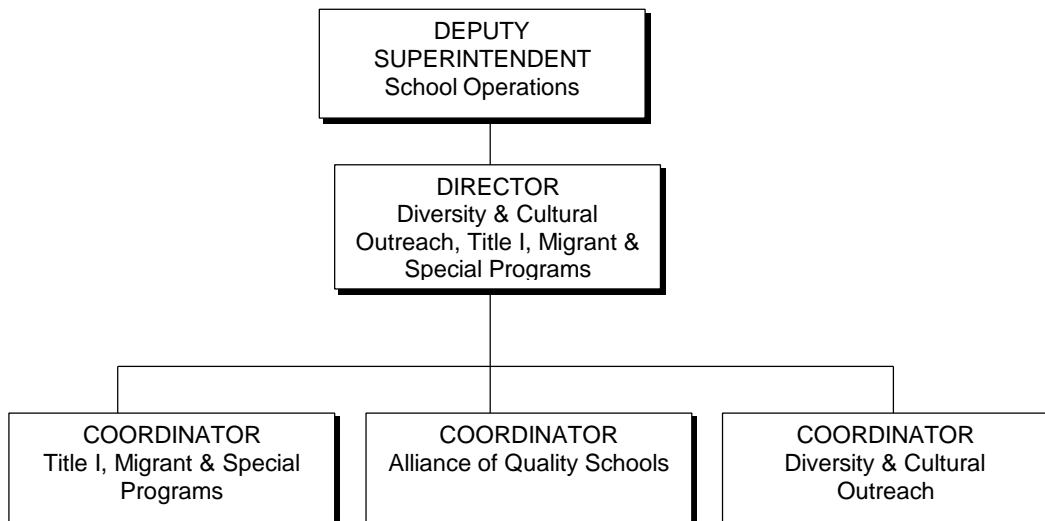 DEPUTY
SUPERINTENDENT
School Operations
DIRECTOR
Diversity & Cultural
Outreach, Title I, Migrant &
Special Programs
COORDINATOR
Title I, Migrant & Special
Programs
COORDINATOR
Alliance of Quality Schools
COORDINATOR
Diversity & Cultural
Outreach